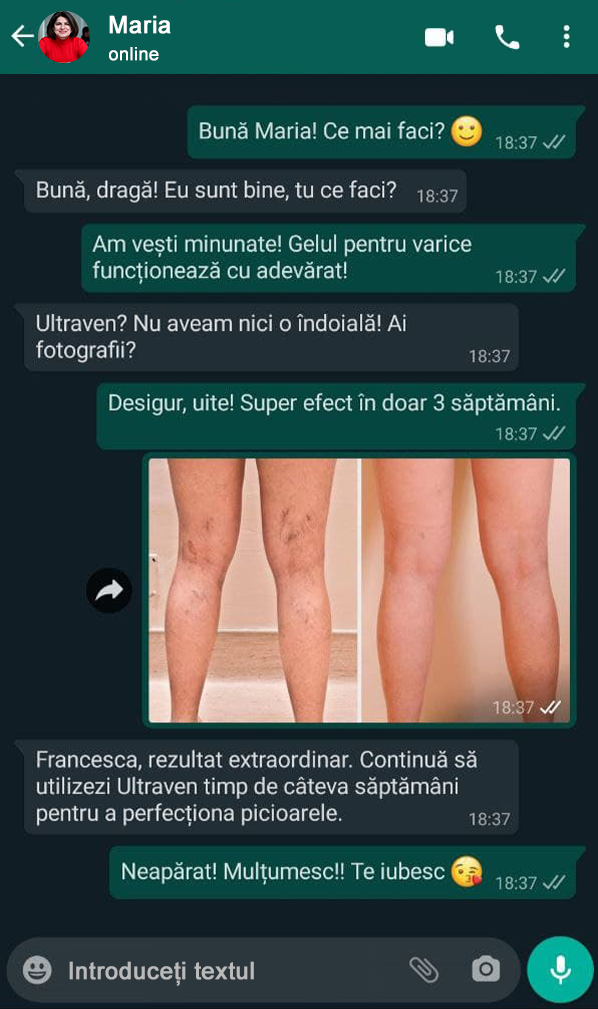 Maria
online
Bună Maria! Ce mai faci? 🙂
18:37
Bună, dragă! Eu sunt bine, tu ce faci?
18:37
Am vești minunate! Gelul pentru varice
funcționează cu adevărat!
18:37
Ultraven? Nu aveam nici o îndoială! Ai
fotografii?
18:37
Desigur, uite! Super efect în doar 3 săptămâni.
18:37
18:37
Francesca, rezultat extraordinar. Continuă să
utilizezi Ultraven timp de câteva săptămâni
pentru a perfecționa picioarele.
18:37
Neapărat! Mulțumesc!! Te iubesc 😘
18:37
Introduceți textul